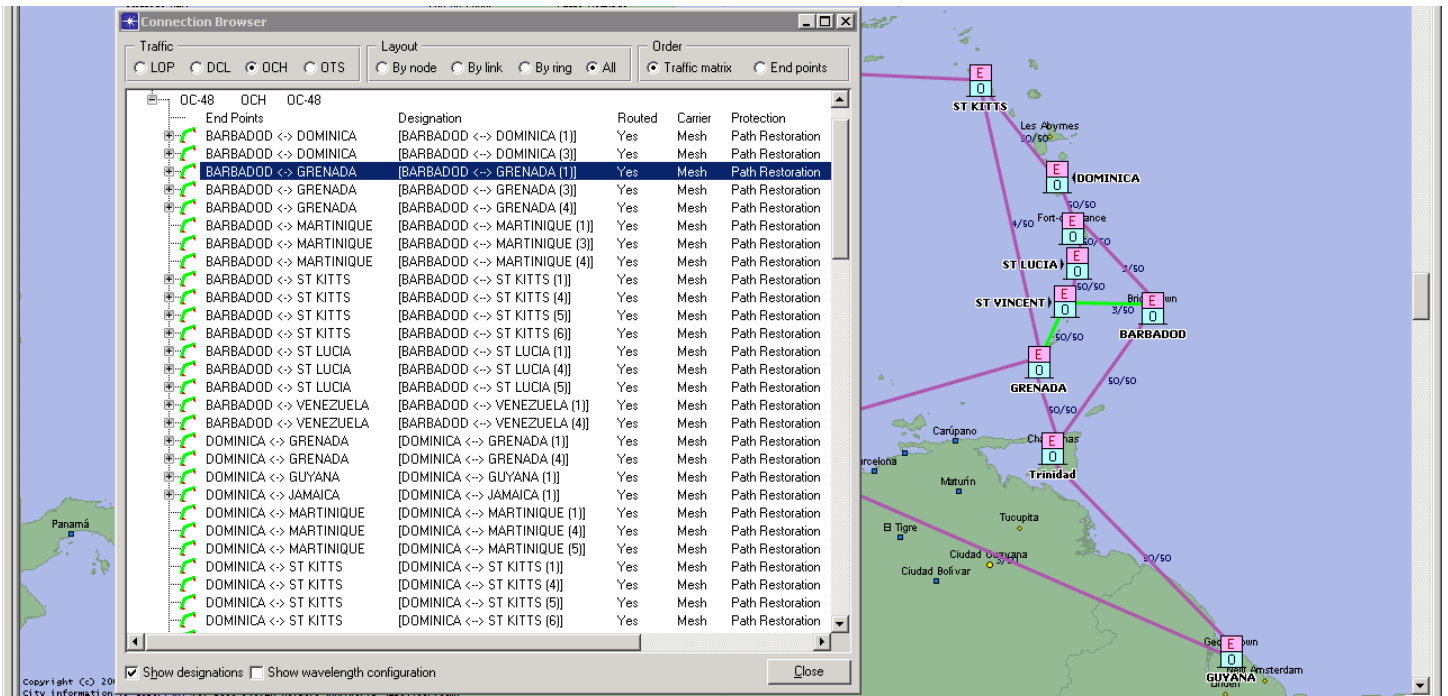 Connection Browser
Traffic
Layout
Order
LOP DCL OCH OTS
By node By link By ring All
Traffic matrix End points
OC-48 OCH OC-48
End Points Designation Routed Carrier Protection
BARBADOD <-> DOMINICA [BARBADOD <--> DOMINICA (1)] Yes Mesh Path Restoration
BARBADOD <-> DOMINICA [BARBADOD <--> DOMINICA (3)] Yes Mesh Path Restoration
BARBADOD <-> GRENADA [BARBADOD <--> GRENADA (1)] Yes Mesh Path Restoration
BARBADOD <-> GRENADA [BARBADOD <--> GRENADA (3)] Yes Mesh Path Restoration
BARBADOD <-> GRENADA [BARBADOD <--> GRENADA (4)] Yes Mesh Path Restoration
BARBADOD <-> MARTINIQUE [BARBADOD <--> MARTINIQUE (1)] Yes Mesh Path Restoration
BARBADOD <-> MARTINIQUE [BARBADOD <--> MARTINIQUE (3)] Yes Mesh Path Restoration
BARBADOD <-> MARTINIQUE [BARBADOD <--> MARTINIQUE (4)] Yes Mesh Path Restoration
BARBADOD <-> ST KITTS [BARBADOD <--> ST KITTS (1)] Yes Mesh Path Restoration
BARBADOD <-> ST KITTS [BARBADOD <--> ST KITTS (4)] Yes Mesh Path Restoration
BARBADOD <-> ST KITTS [BARBADOD <--> ST KITTS (5)] Yes Mesh Path Restoration
BARBADOD <-> ST KITTS [BARBADOD <--> ST KITTS (6)] Yes Mesh Path Restoration
BARBADOD <-> ST LUCIA [BARBADOD <--> ST LUCIA (1)] Yes Mesh Path Restoration
BARBADOD <-> ST LUCIA [BARBADOD <--> ST LUCIA (4)] Yes Mesh Path Restoration
BARBADOD <-> ST LUCIA [BARBADOD <--> ST LUCIA (5)] Yes Mesh Path Restoration
BARBADOD <-> VENEZUELA [BARBADOD <--> VENEZUELA (1)] Yes Mesh Path Restoration
BARBADOD <-> VENEZUELA [BARBADOD <--> VENEZUELA (4)] Yes Mesh Path Restoration
DOMINICA <-> GRENADA [DOMINICA <--> GRENADA (1)] Yes Mesh Path Restoration
DOMINICA <-> GRENADA [DOMINICA <--> GRENADA (4)] Yes Mesh Path Restoration
DOMINICA <-> GUYANA [DOMINICA <--> GUYANA (1)] Yes Mesh Path Restoration
DOMINICA <-> JAMAICA [DOMINICA <--> JAMAICA (1)] Yes Mesh Path Restoration
DOMINICA <-> MARTINIQUE [DOMINICA <--> MARTINIQUE (1)] Yes Mesh Path Restoration
DOMINICA <-> MARTINIQUE [DOMINICA <--> MARTINIQUE (4)] Yes Mesh Path Restoration
DOMINICA <-> MARTINIQUE [DOMINICA <--> MARTINIQUE (5)] Yes Mesh Path Restoration
DOMINICA <-> ST KITTS [DOMINICA <--> ST KITTS (1)] Yes Mesh Path Restoration
DOMINICA <-> ST KITTS [DOMINICA <--> ST KITTS (4)] Yes Mesh Path Restoration
DOMINICA <-> ST KITTS [DOMINICA <--> ST KITTS (5)] Yes Mesh Path Restoration
DOMINICA <-> ST KITTS [DOMINICA <--> ST KITTS (6)] Yes Mesh Path Restoration
Show designations Show wavelength configuration Close
Panamá
Copyright (c)
City information
E
O
ST KITTS
Les Abymes
E
O
DOMINICA
50/50
4/50
E
O
E
O
ST LUCIA
50/50
E
O
ST VINCENT
3/50
E
O
BARBADOD
50/50
E
O
GRENADA
50/50
50/50
Carúpano
E
O
Trinidad
Maturín
Tucupita
El Tigre
Ciudad Bolívar
50/50
E
O
GUYANA
Amsterdam